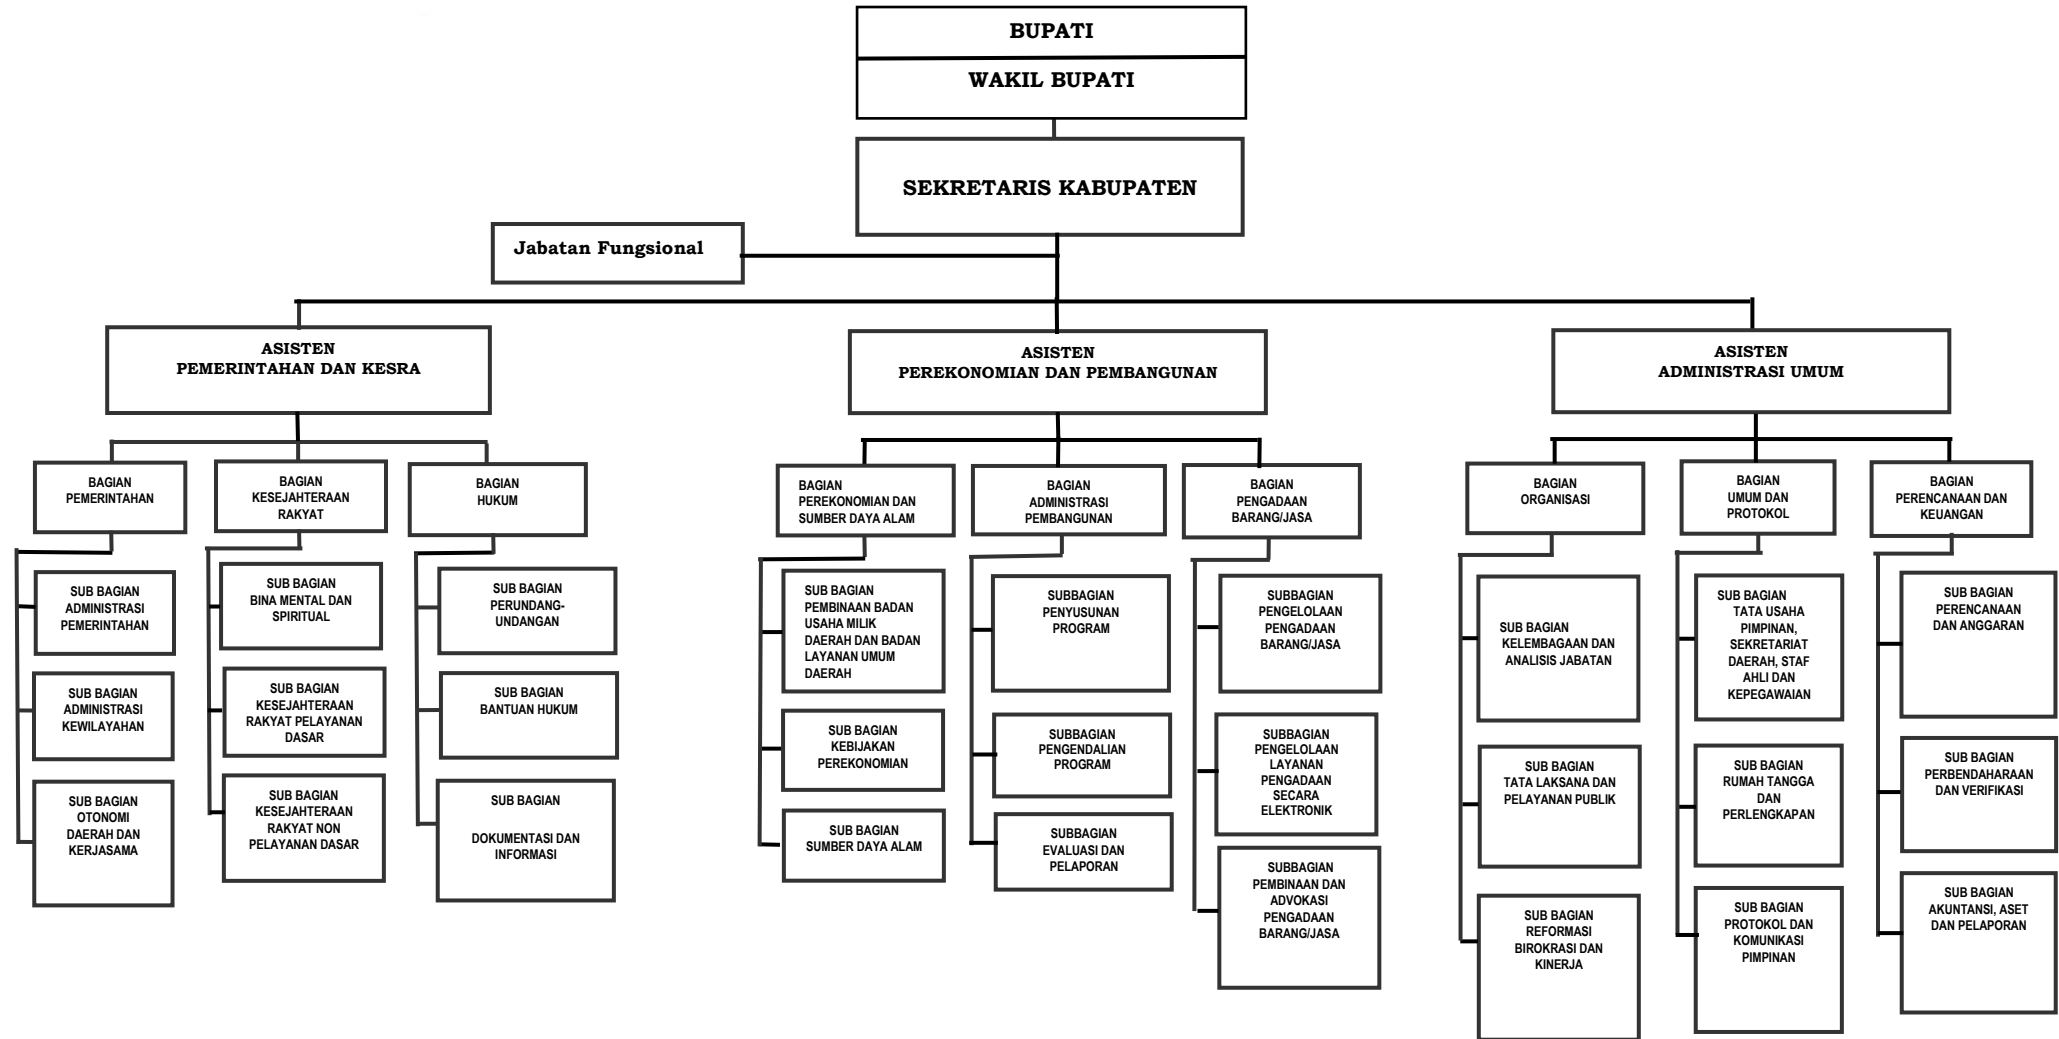 BUPATI
WAKIL BUPATI
SEKRETARIS KABUPATEN
Jabatan Fungsional
ASISTEN
PEMERINTAHAN DAN KESRA
ASISTEN
PEREKONOMIAN DAN PEMBANGUNAN
ASISTEN
ADMINISTRASI UMUM
BAGIAN
PEMERINTAHAN
BAGIAN
KESEJAHTERAAN
RAKYAT
BAGIAN
HUKUM
BAGIAN
PEREKONOMIAN DAN
SUMBER DAYA ALAM
BAGIAN
ADMINISTRASI
PEMBANGUNAN
BAGIAN
PENGADAAN
BARANG/JASA
BAGIAN
ORGANISASI
BAGIAN
UMUM DAN
PROTOKOL
BAGIAN
PERENCANAAN DAN
KEUANGAN
SUB BAGIAN
ADMINISTRASI
PEMERINTAHAN
SUB BAGIAN
ADMINISTRASI
KEWILAYAHAN
SUB BAGIAN
OTONOMI
DAERAH DAN
KERJASAMA
SUB BAGIAN
BINA MENTAL DAN
SPIRITUAL
SUB BAGIAN
KESEJAHTERAAN
RAKYAT PELAYANAN
DASAR
SUB BAGIAN
KESEJAHTERAAN
RAKYAT NON
PELAYANAN DASAR
SUB BAGIAN
PERUNDANG-
UNDANGAN
SUB BAGIAN
BANTUAN HUKUM
SUB BAGIAN
DOKUMENTASI DAN
INFORMASI
SUB BAGIAN
PEMBINAAN BADAN
USAHA MILIK
DAERAH DAN BADAN
LAYANAN UMUM
DAERAH
SUB BAGIAN
KEBIJAKAN
PEREKONOMIAN
SUB BAGIAN
SUMBER DAYA ALAM
SUBBAGIAN
PENYUSUNAN
PROGRAM
SUBBAGIAN
PENGENDALIAN
PROGRAM
SUBBAGIAN
EVALUASI DAN
PELAPORAN
SUBBAGIAN
PENGELOLAAN
PENGADAAN
BARANG/JASA
SUBBAGIAN
PENGELOLAAN
LAYANAN
PENGADAAN
SECARA
ELEKTRONIK
SUBBAGIAN
PEMBINAAN DAN
ADVOKASI
PENGADAAN
BARANG/JASA
SUB BAGIAN
KELEMBAGAAN DAN
ANALISIS JABATAN
SUB BAGIAN
TATA LAKSANA DAN
PELAYANAN PUBLIK
SUB BAGIAN
REFORMASI
BIROKRASI DAN
KINERJA
SUB BAGIAN
TATA USAHA
PIMPINAN,
SEKRETARIAT
DAERAH, STAF
AHLI DAN
KEPEGAWAIAN
SUB BAGIAN
RUMAH TANGGA
DAN
PERLENGKAPAN
SUB BAGIAN
PROTOKOL DAN
KOMUNIKASI
PIMPINAN
SUB BAGIAN
PERENCANAAN
DAN ANGGARAN
SUB BAGIAN
PERBENDAHARAAN
DAN VERIFIKASI
SUB BAGIAN
AKUNTANSI, ASET
DAN PELAPORAN